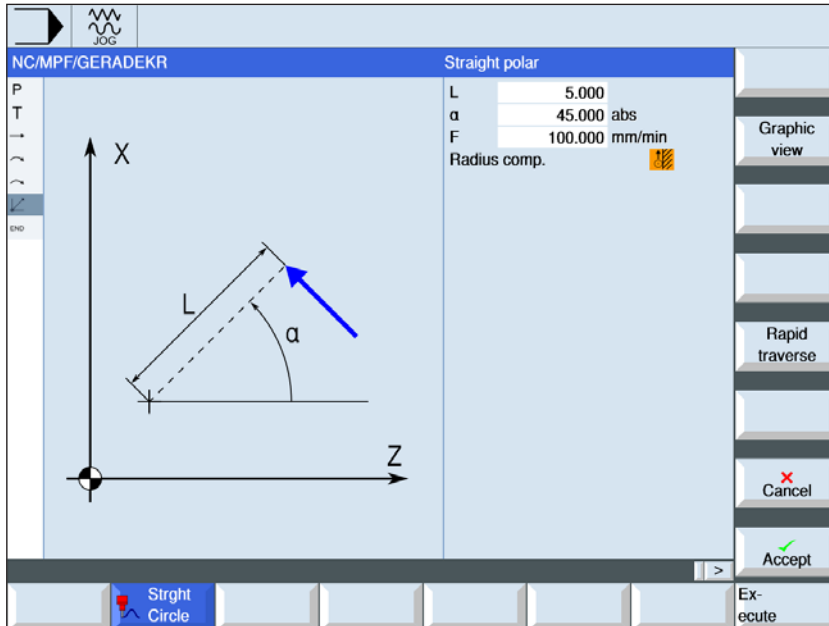 JOG
NC/MPF/GERADEKR
Straight polar
P
T
END
X
L
α
Z
L 5.000
α 45.000 abs
F 100.000 mm/min
Radius comp.
Graphic
view
Rapid
traverse
Cancel
Accept
>
Strght
Circle
Ex-
ecute